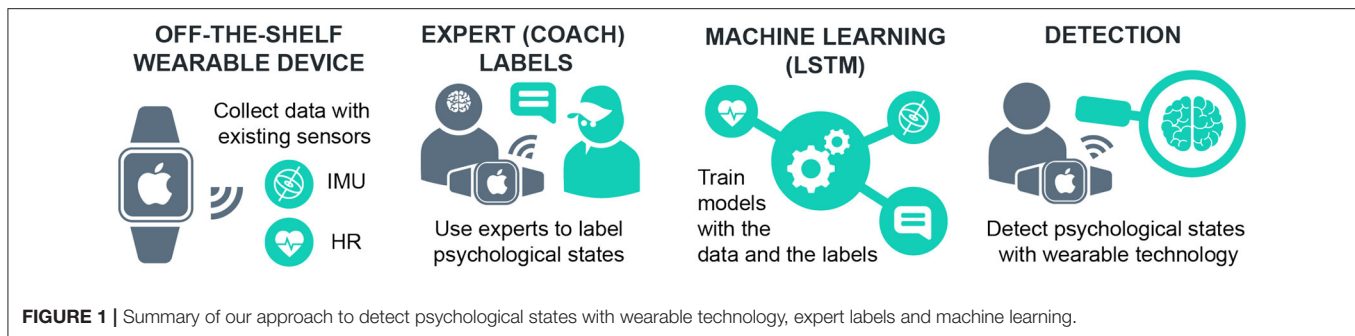 OFF-THE-SHELF
WEARABLE DEVICE
Collect data with
existing sensors
IMU
HR
EXPERT (COACH)
LABELS
Use experts to label
psychological states
MACHINE LEARNING
(LSTM)
Train
models
with the
data and the labels
DETECTION
Detect psychological states
with wearable technology
FIGURE 1 | Summary of our approach to detect psychological states with wearable technology, expert labels and machine learning.